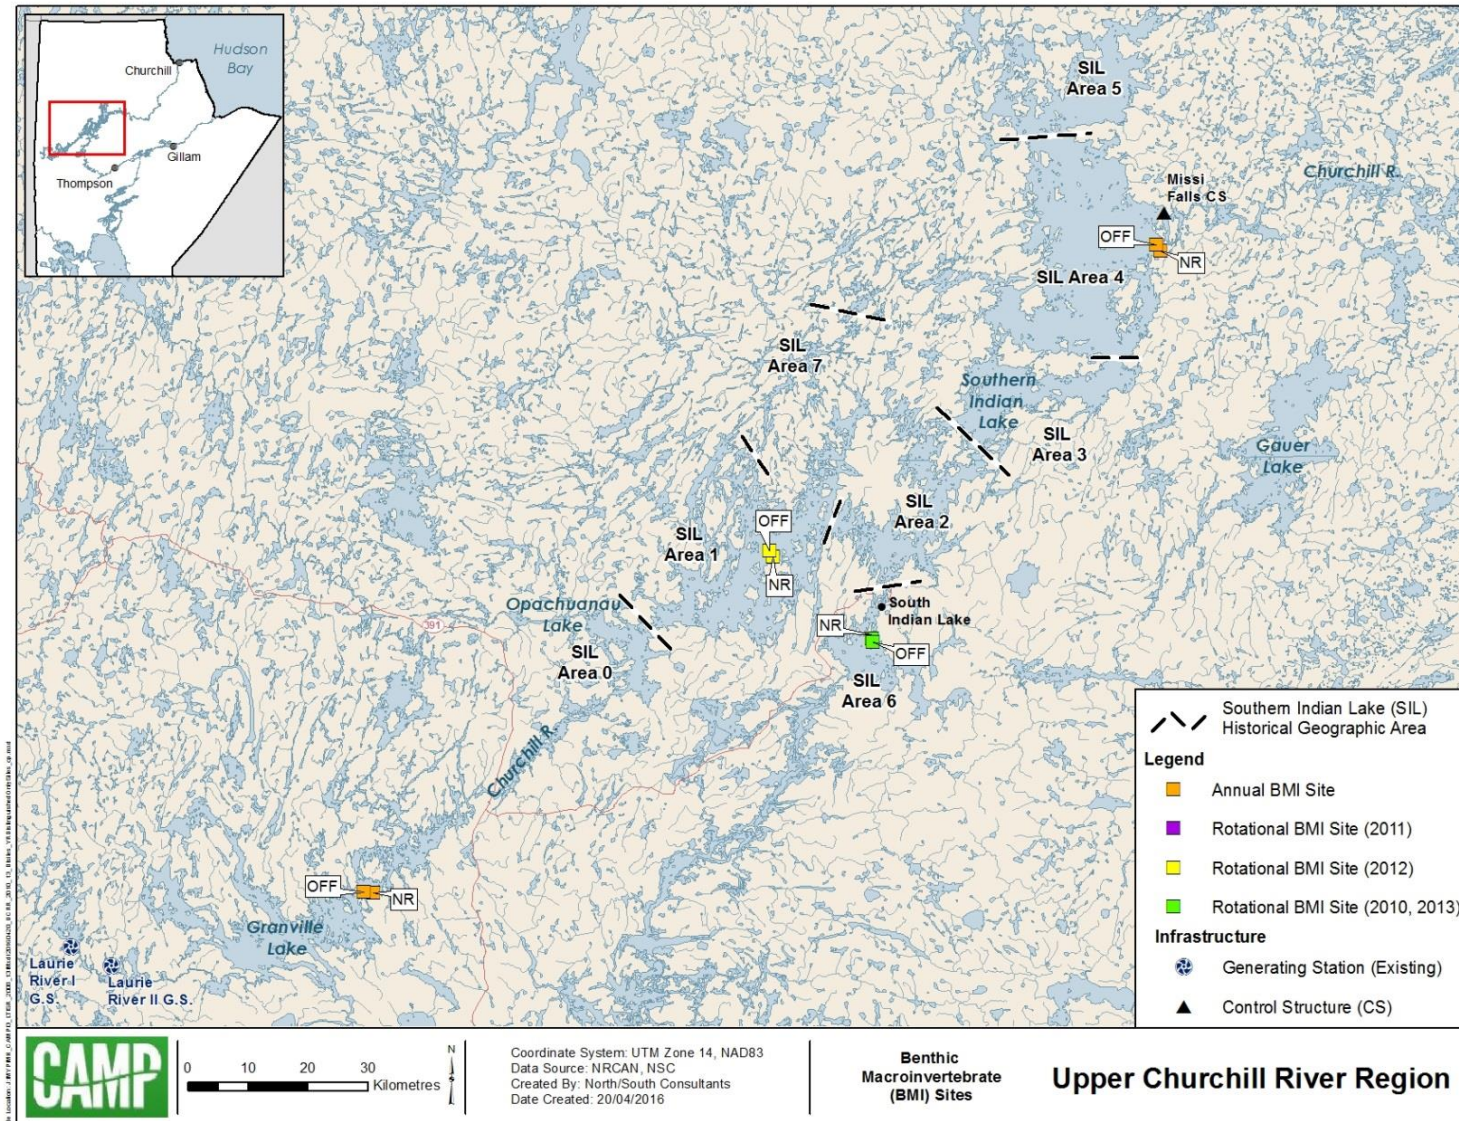 Hudson
Bay
Churchill
Gillam
Thompson
SIL
Area 5
Missi
Falls CS
Churchill R.
OFF
NR
SIL Area 4
SIL
Area 7
Southern
Indian
Lake
SIL
Area 3
Gauer
Lake
SIL
Area 2
OFF
SIL
Area 1
NR
Opachuanau
Lake
South
Indian Lake
391
NR
OFF
SIL
Area 0
SIL
Area 6
Churchill R.
OFF
NR
Granville
Lake
Laurie
River I
G.S.
Laurie
River II G.S.
Southern Indian Lake (SIL)
Historical Geographic Area
Legend
Annual BMI Site
Rotational BMI Site (2011)
Rotational BMI Site (2012)
Rotational BMI Site (2010, 2013)
Infrastructure
Generating Station (Existing)
Control Structure (CS)
CAMP
0 10 20 30
Kilometres
N
S
Coordinate System: UTM Zone 14, NAD83
Data Source: NRCAN, NSC
Created By: North/South Consultants
Date Created: 20/04/2016
Benthic
Macroinvertebrate
(BMI) Sites
Upper Churchill River Region